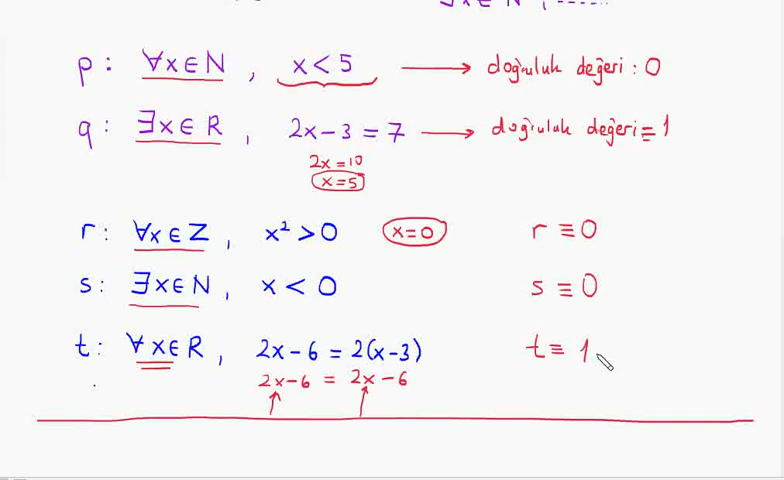 p: ∀x∈N, x<5 → doğruluk değeri: 0
q: ∃x∈R, 2x-3=7 → doğruluk değeri ≡ 1
2x=10
x=5
r: ∀x∈Z, x²>0 x=0 r≡0
s: ∃x∈N, x<0 s≡0
t: ∀x∈R, 2x-6=2(x-3) t≡1
2x-6 = 2x-6